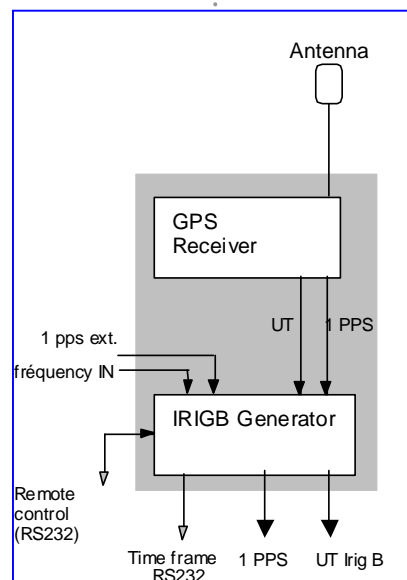 Antenna
GPS
Receiver
UT
1 PPS
1 pps ext.
fréquency IN
IRIGB Generator
Remote
control
(RS232)
Time frame
RS232
1 PPS
UT Irig B